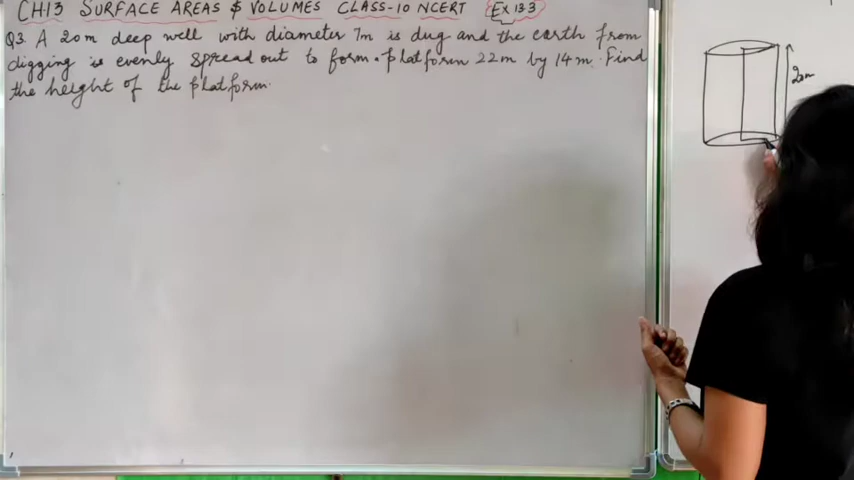 CH13 SURFACE AREAS & VOLUMES CLASS-10 NCERT Ex 13.3
Q3. A 20m deep well with diameter 7m is dug and the earth from
digging is evenly spread out to form a platform 22m by 14m. Find
the height of the platform.
20m